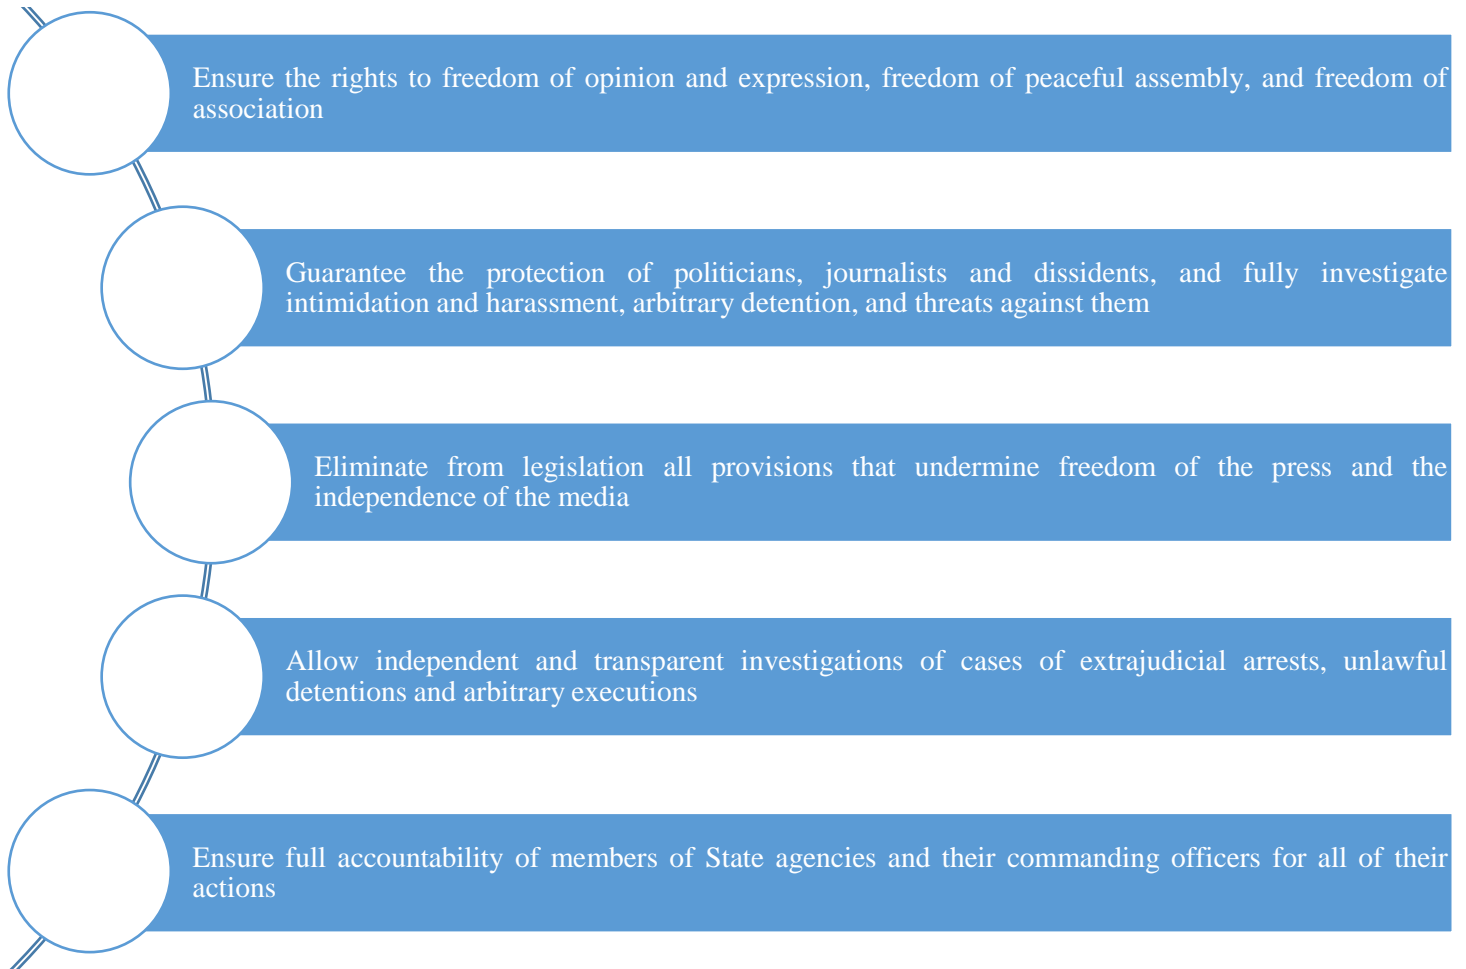 Ensure the rights to freedom of opinion and expression, freedom of peaceful assembly, and freedom of
association
Guarantee the protection of politicians, journalists and dissidents, and fully investigate
intimidation and harassment, arbitrary detention, and threats against them
Eliminate from legislation all provisions that undermine freedom of the press and the
independence of the media
Allow independent and transparent investigations of cases of extrajudicial arrests, unlawful
detentions and arbitrary executions
Ensure full accountability of members of State agencies and their commanding officers for all of their
actions